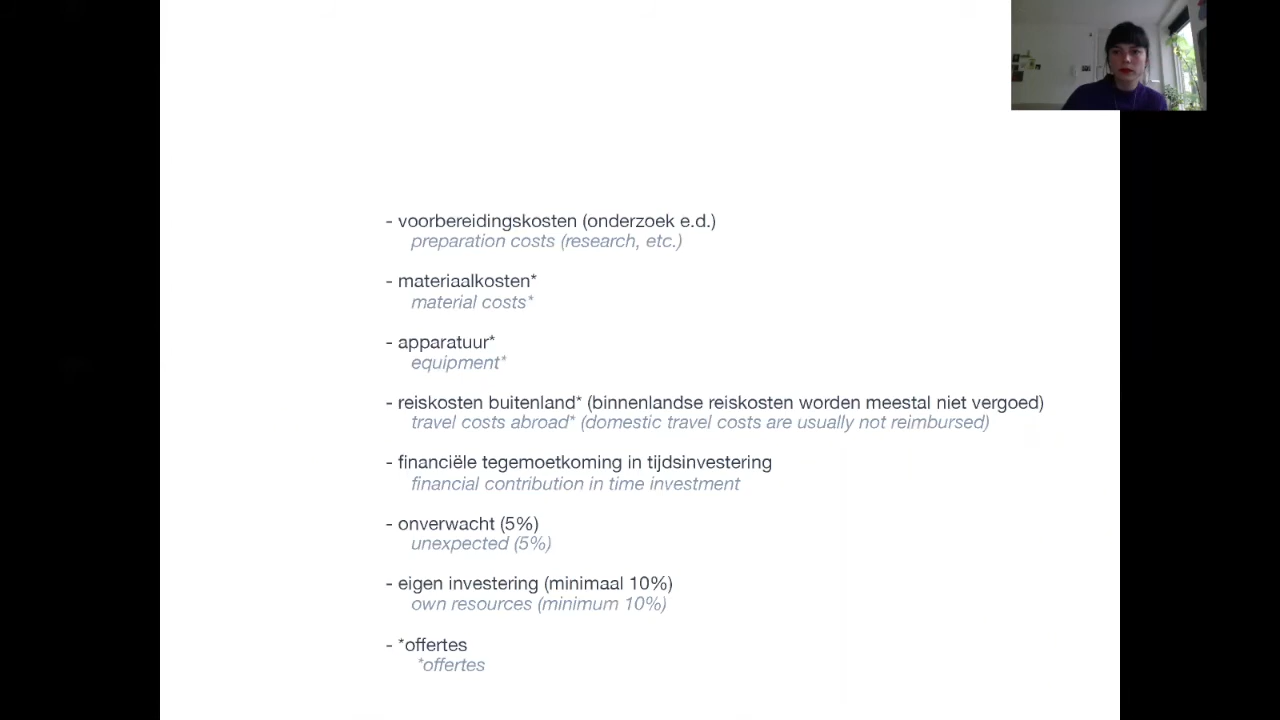 - voorbereidingskosten (onderzoek e.d.)
preparation costs (research, etc.)
- materiaalkosten*
material costs*
- apparatuur*
equipment*
- reiskosten buitenland* (binnenlandse reiskosten worden meestal niet vergoed)
travel costs abroad* (domestic travel costs are usually not reimbursed)
- financiële tegemoetkoming in tijdsinvestering
financial contribution in time investment
- onverwacht (5%)
unexpected (5%)
- eigen investering (minimaal 10%)
own resources (minimum 10%)
- *offertes
*offertes